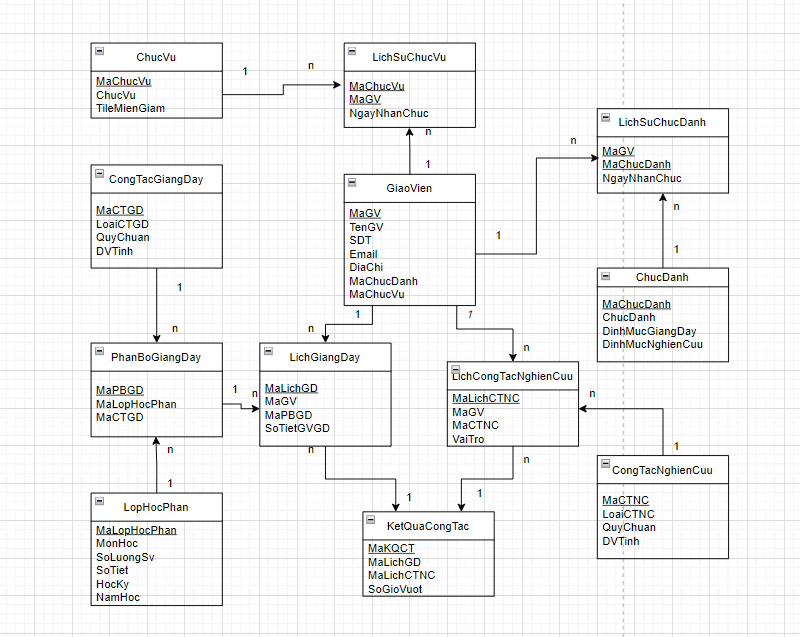 ChucVu
MaChucVu
ChucVu
TileMienGiam
1
n
LichSuChucVu
MaChucVu
MaGV
NgayNhanChuc
n
1
LichSuChucDanh
MaGV
MaChucDanh
NgayNhanChuc
n
1
n
1
CongTacGiangDay
MaCTGD
LoaiCTGD
QuyChuan
DVTinh
1
n
GiaoVien
MaGV
TenGV
SDT
Email
DiaChi
MaChucDanh
MaChucVu
1
n
1
n
ChucDanh
MaChucDanh
ChucDanh
DinhMucGiangDay
DinhMucNghienCuu
PhanBoGiangDay
MaPBGD
MaLopHocPhan
MaCTGD
1
n
n
1
LichGiangDay
MaLichGD
MaGV
MaPBGD
SoTietGVGD
n
1
LichCongTacNghienCuu
MaLichCTNC
MaGV
MaCTNC
VaiTro
n
1
n
1
LopHocPhan
MaLopHocPhan
MonHoc
SoLuongSv
SoTiet
HocKy
NamHoc
KetQuaCongTac
MaKQCT
MaLichGD
MaLichCTNC
SoGioVuot
CongTacNghienCuu
MaCTNC
LoaiCTNC
QuyChuan
DVTinh